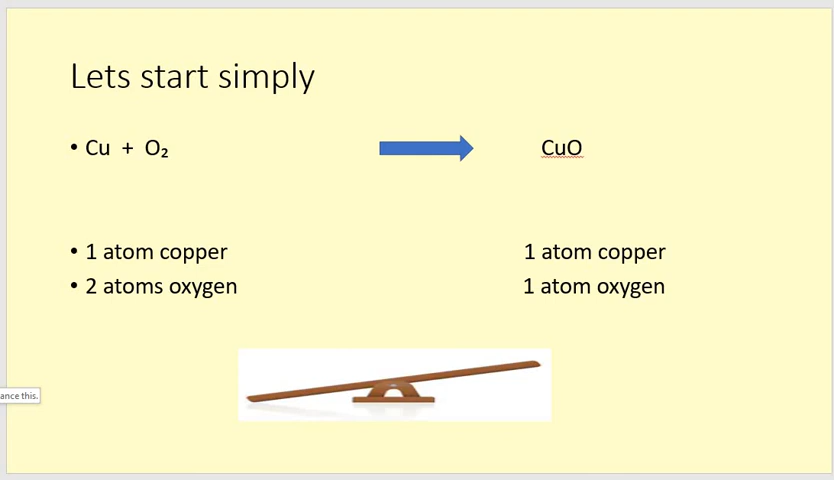 Lets start simply
• Cu + O₂ CuO
• 1 atom copper 1 atom copper
• 2 atoms oxygen 1 atom oxygen
ance this.